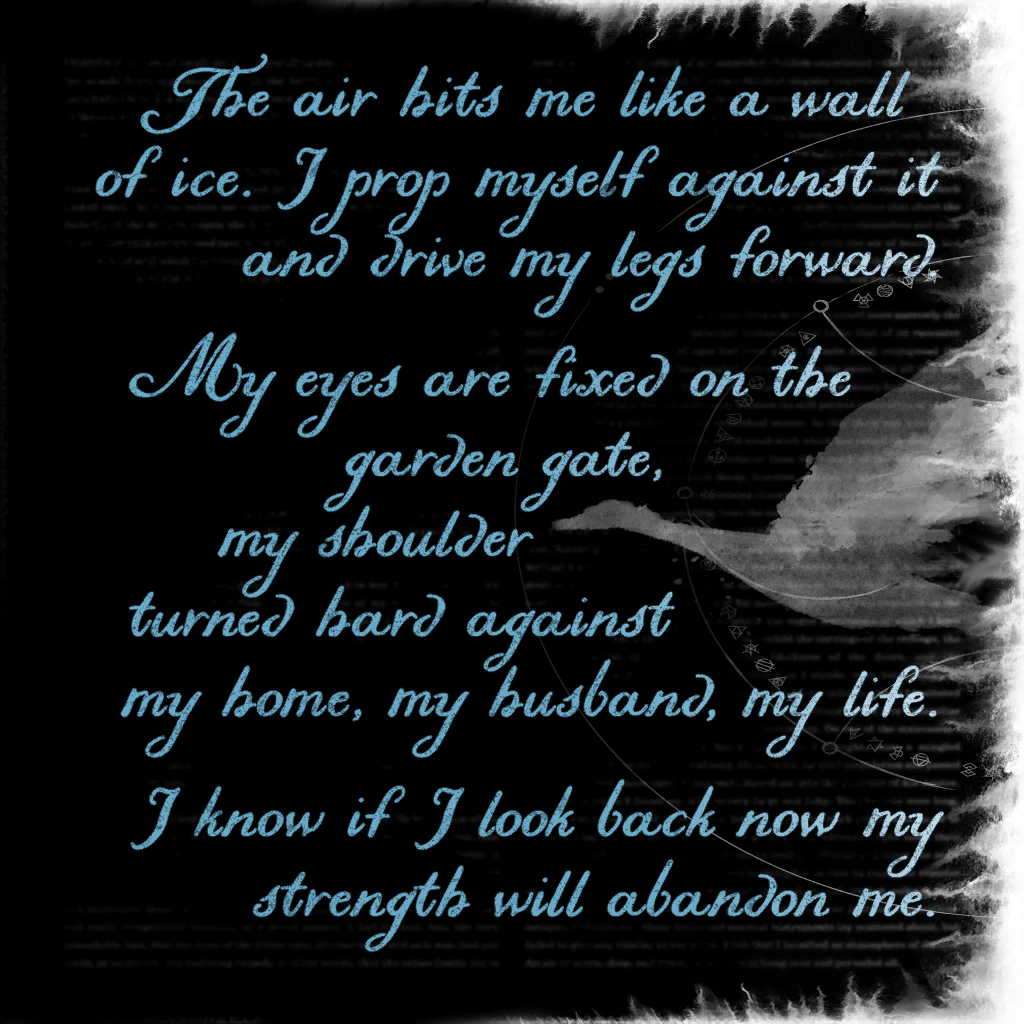 The air hits me like a wall
of ice. I prop myself against it
and drive my legs forward.
My eyes are fixed on the
garden gate,
my shoulder
turned hard against
my home, my husband, my life.
I know if I look back now my
strength will abandon me.